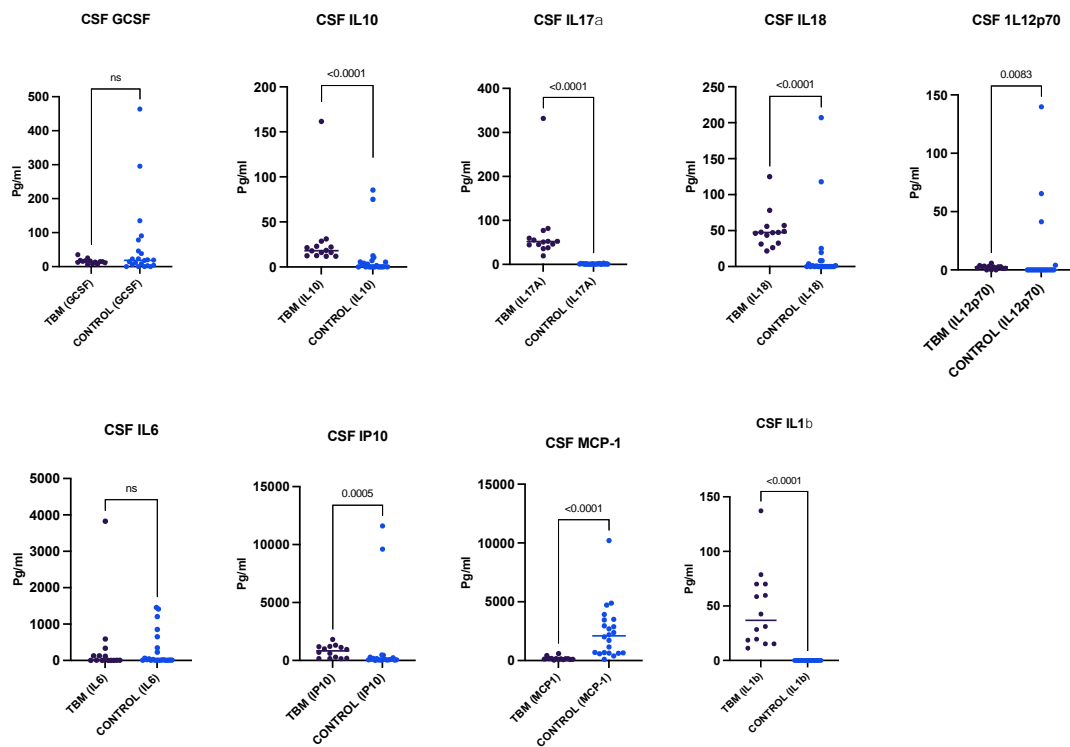 CSF GCSF
ns
500
400
300
200
100
0
Pg/ml
TBM (GCSF)
CONTROL (GCSF)
CSF IL10
<0.0001
200
150
100
50
0
Pg/ml
TBM (IL10)
CONTROL (IL10)
CSF IL17a
<0.0001
400
300
200
100
0
Pg/ml
TBM (IL17A)
CONTROL (IL17A)
CSF IL18
<0.0001
250
200
150
100
50
0
Pg/ml
TBM (IL18)
CONTROL (IL18)
CSF 1L12p70
0.0083
150
100
50
0
Pg/ml
TBM (IL12p70)
CONTROL (IL12p70)
CSF IL6
ns
5000
4000
3000
2000
1000
0
Pg/ml
TBM (IL6)
CONTROL (IL6)
CSF IP10
0.0005
15000
10000
5000
0
Pg/ml
TBM (IP10)
CONTROL (IP10)
CSF MCP-1
<0.0001
15000
10000
5000
0
Pg/ml
TBM (MCP1)
CONTROL (MCP-1)
CSF IL1b
<0.0001
150
100
50
0
Pg/ml
TBM (IL1b)
CONTROL (IL1b)